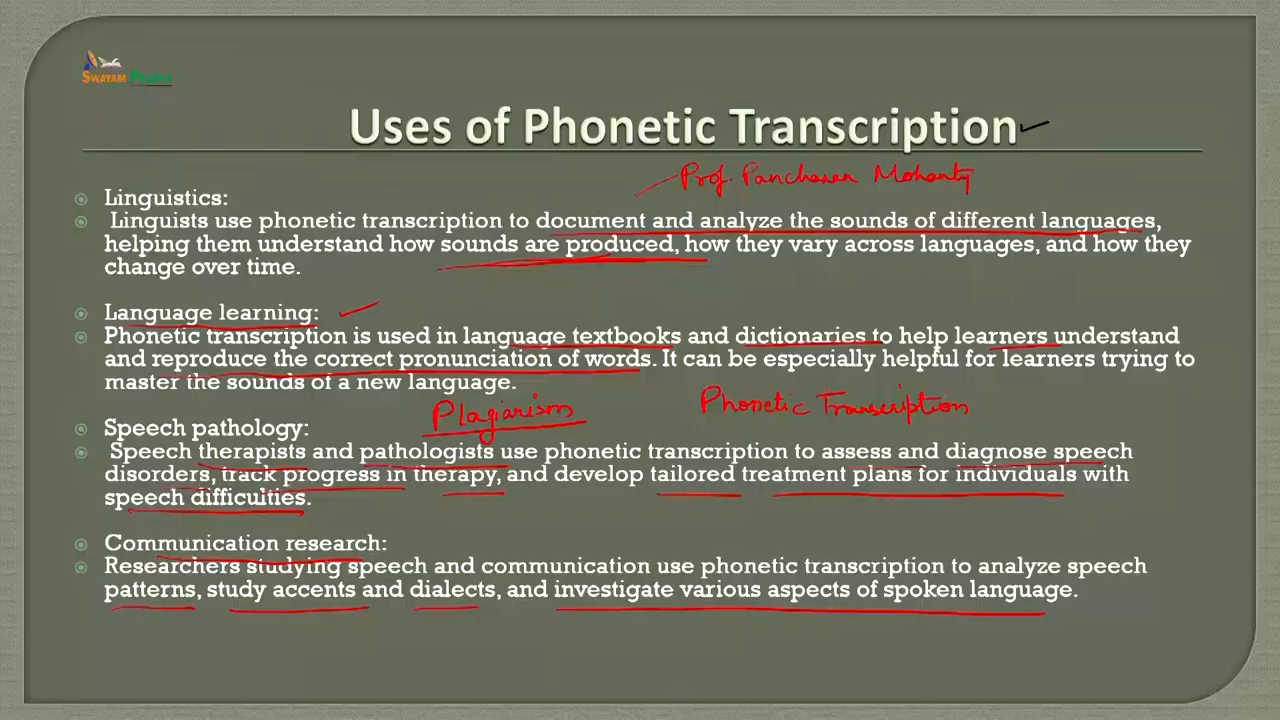 SWAYAM PRABHA
Uses of Phonetic Transcription
Prof. Panchanan Mohanty
Linguistics:
Linguists use phonetic transcription to document and analyze the sounds of different languages,
helping them understand how sounds are produced, how they vary across languages, and how they
change over time.
Language learning:
Phonetic transcription is used in language textbooks and dictionaries to help learners understand
and reproduce the correct pronunciation of words. It can be especially helpful for learners trying to
master the sounds of a new language.
Plagiarism Phonetic Transcription
Speech pathology:
Speech therapists and pathologists use phonetic transcription to assess and diagnose speech
disorders, track progress in therapy, and develop tailored treatment plans for individuals with
speech difficulties.
Communication research:
Researchers studying speech and communication use phonetic transcription to analyze speech
patterns, study accents and dialects, and investigate various aspects of spoken language.